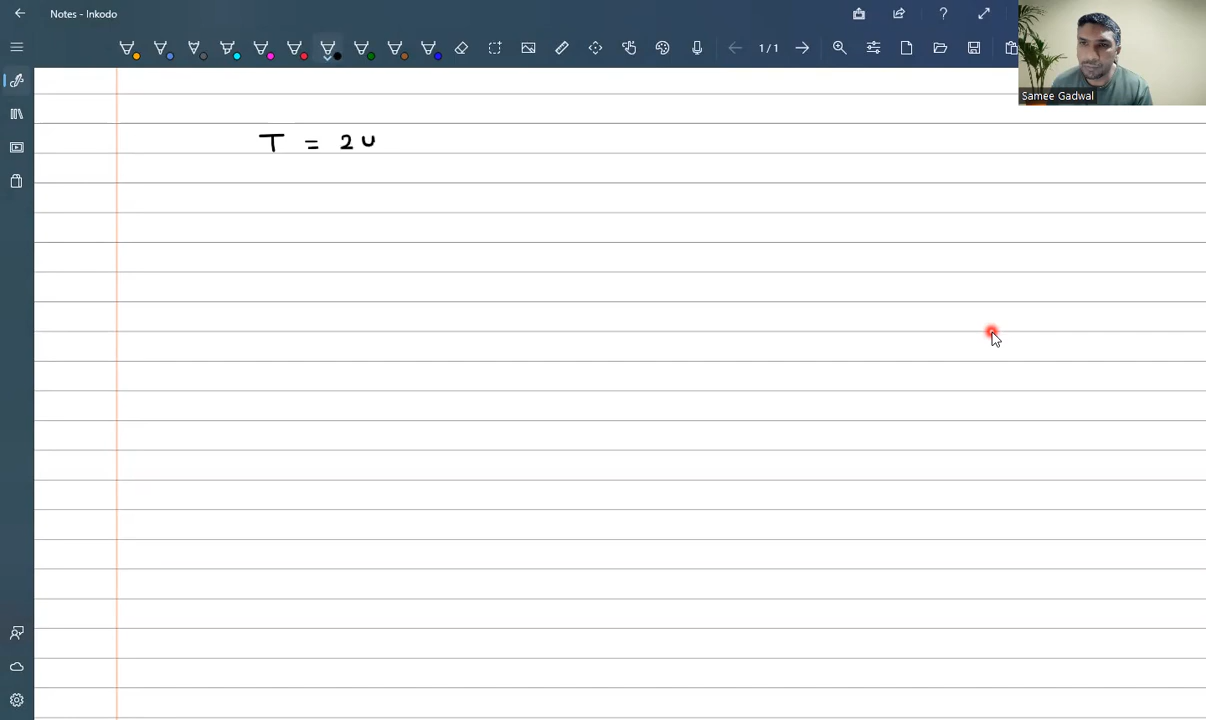 Notes - Inkodo
1/1
Samee Gadwal
T = 2u